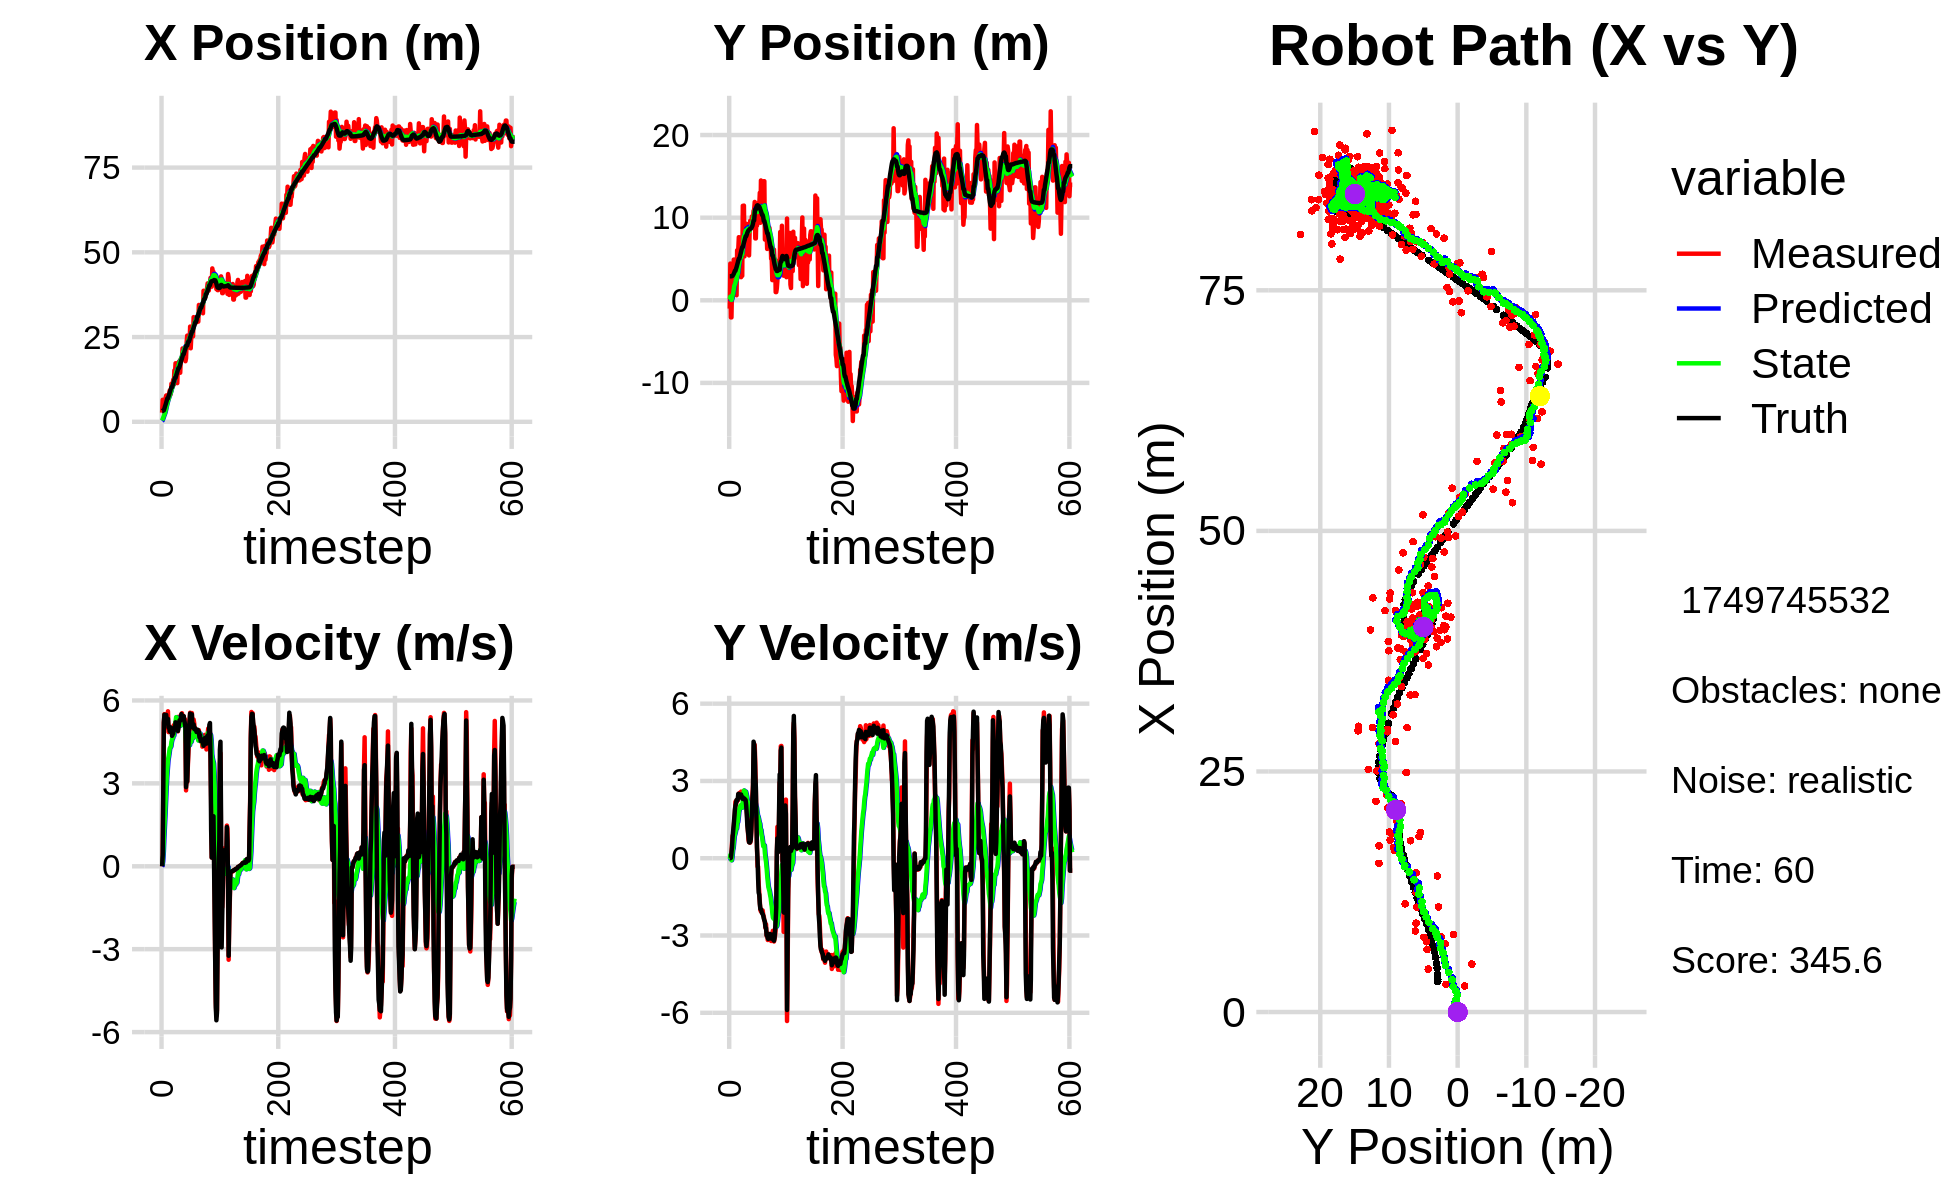 X Position (m)
75
50
25
0
0
200
400
600
timestep
Y Position (m)
20
10
0
-10
0
200
400
600
timestep
X Velocity (m/s)
6
3
0
-3
-6
0
200
400
600
timestep
Y Velocity (m/s)
6
3
0
-3
-6
0
200
400
600
timestep
Robot Path (X vs Y)
X Position (m)
75
50
25
0
20 10 0 -10 -20
Y Position (m)
variable
Measured
Predicted
State
Truth
1749745532
Obstacles: none
Noise: realistic
Time: 60
Score: 345.6